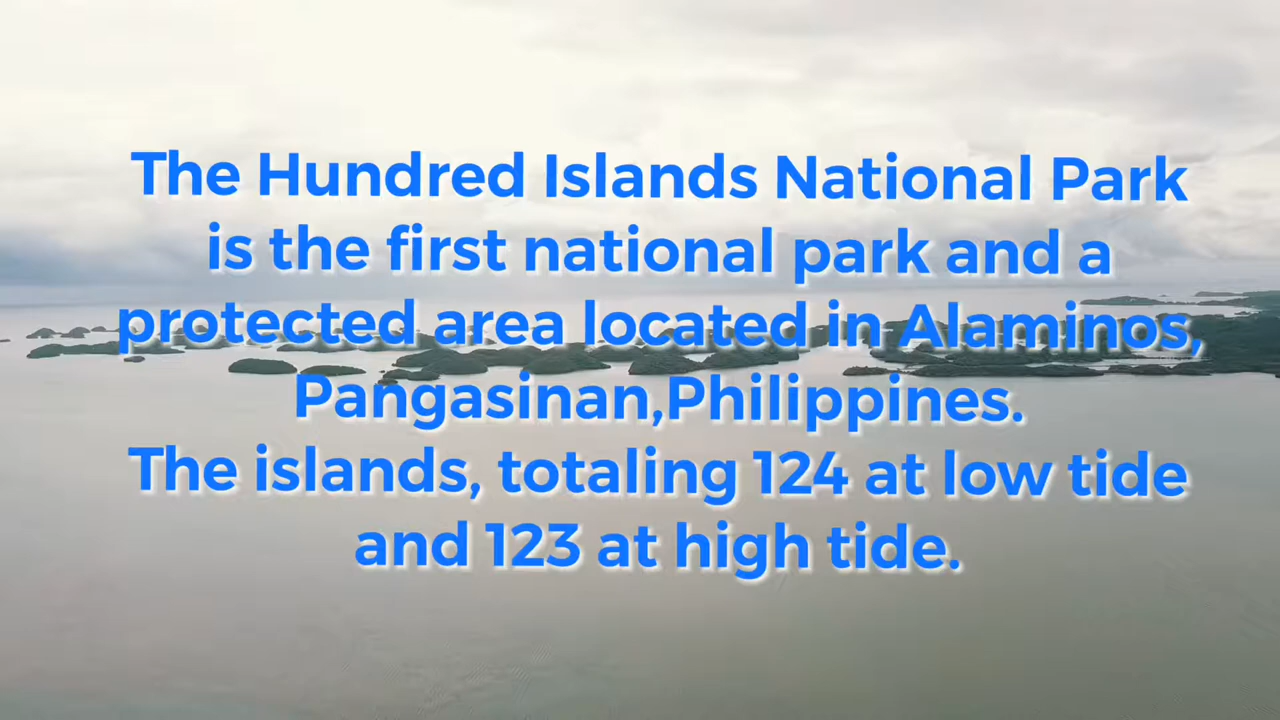 The Hundred Islands National Park
is the first national park and a
protected area located in Alaminos,
Pangasinan,Philippines.
The islands, totaling 124 at low tide
and 123 at high tide.